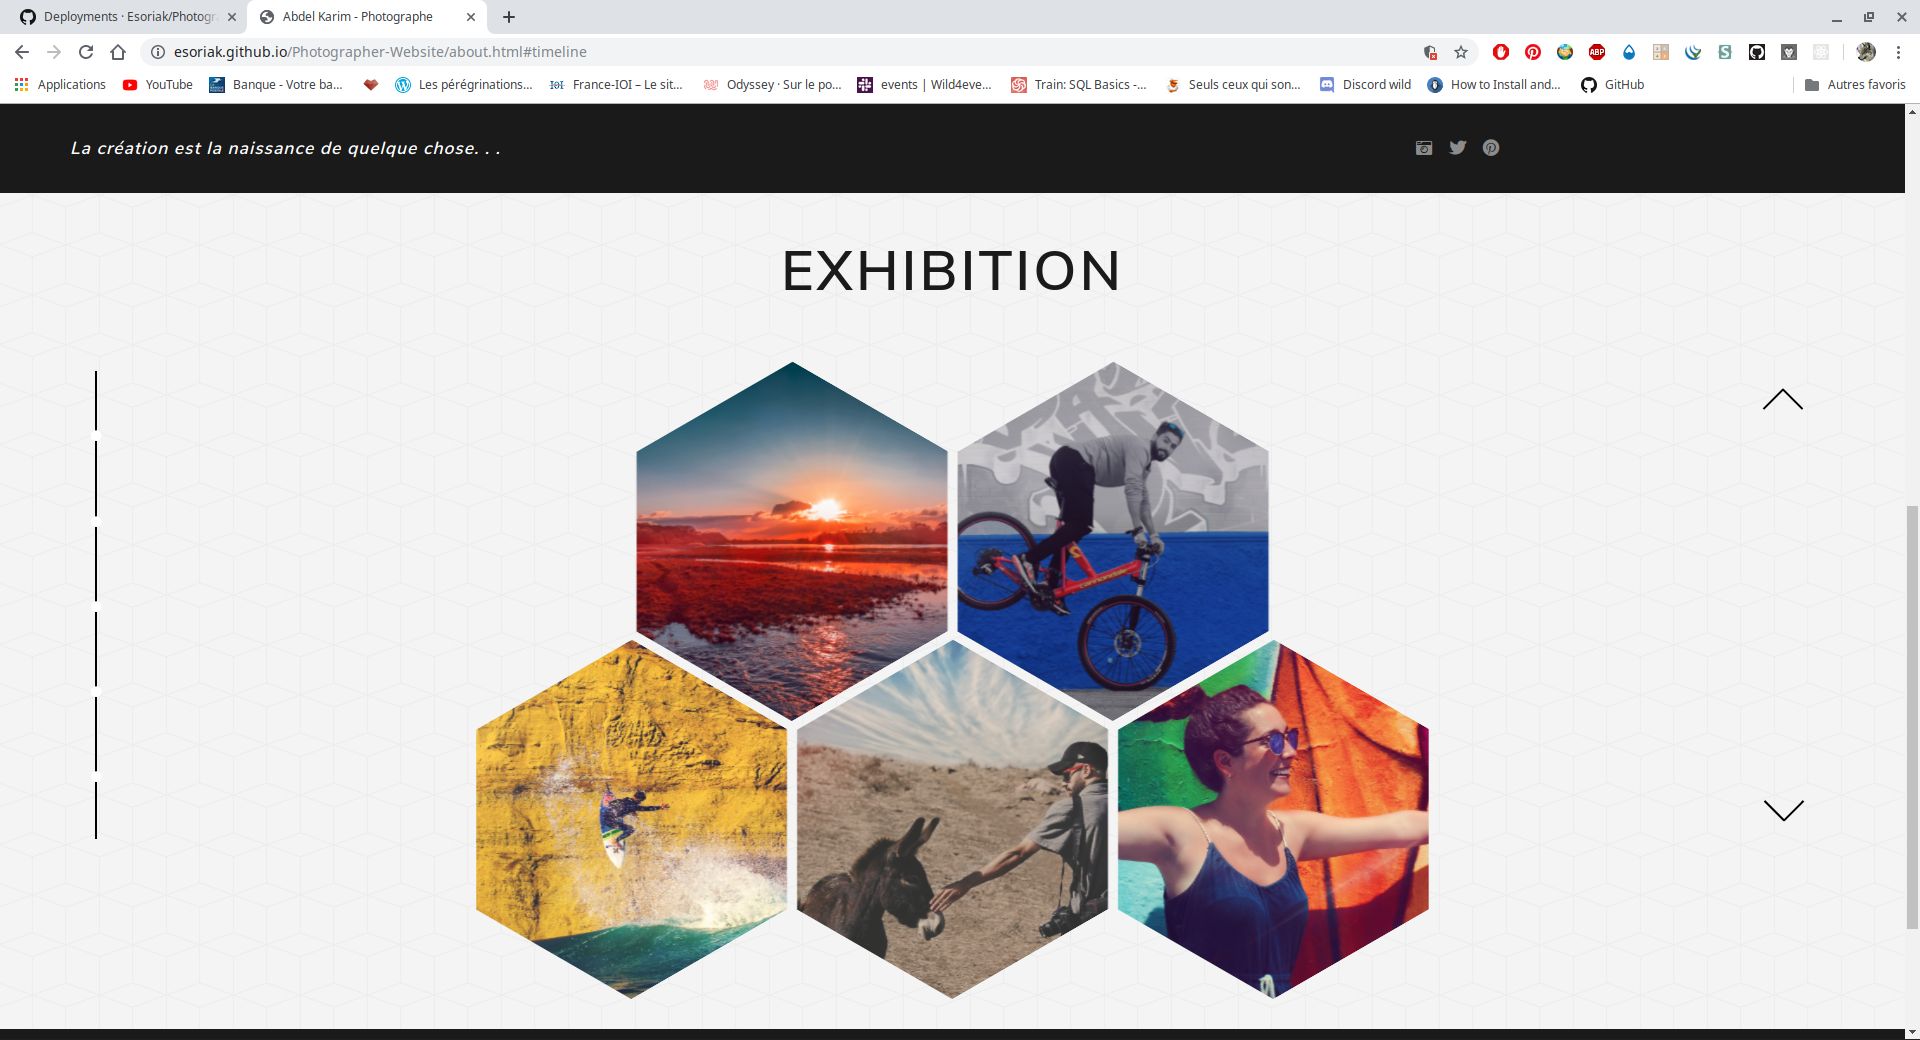 Deployments · Esoriak/Photogr
Abdel Karim - Photographe
esoriak.github.io/Photographer-Website/about.html#timeline
ABP
Applications
YouTube
Banque - Votre ba...
Les pérégrinations...
France-IOI – Le sit...
Odyssey · Sur le po...
events | Wild4eve...
Train: SQL Basics -...
Seuls ceux qui son...
Discord wild
How to Install and...
GitHub
Autres favoris
La création est la naissance de quelque chose. . .
EXHIBITION